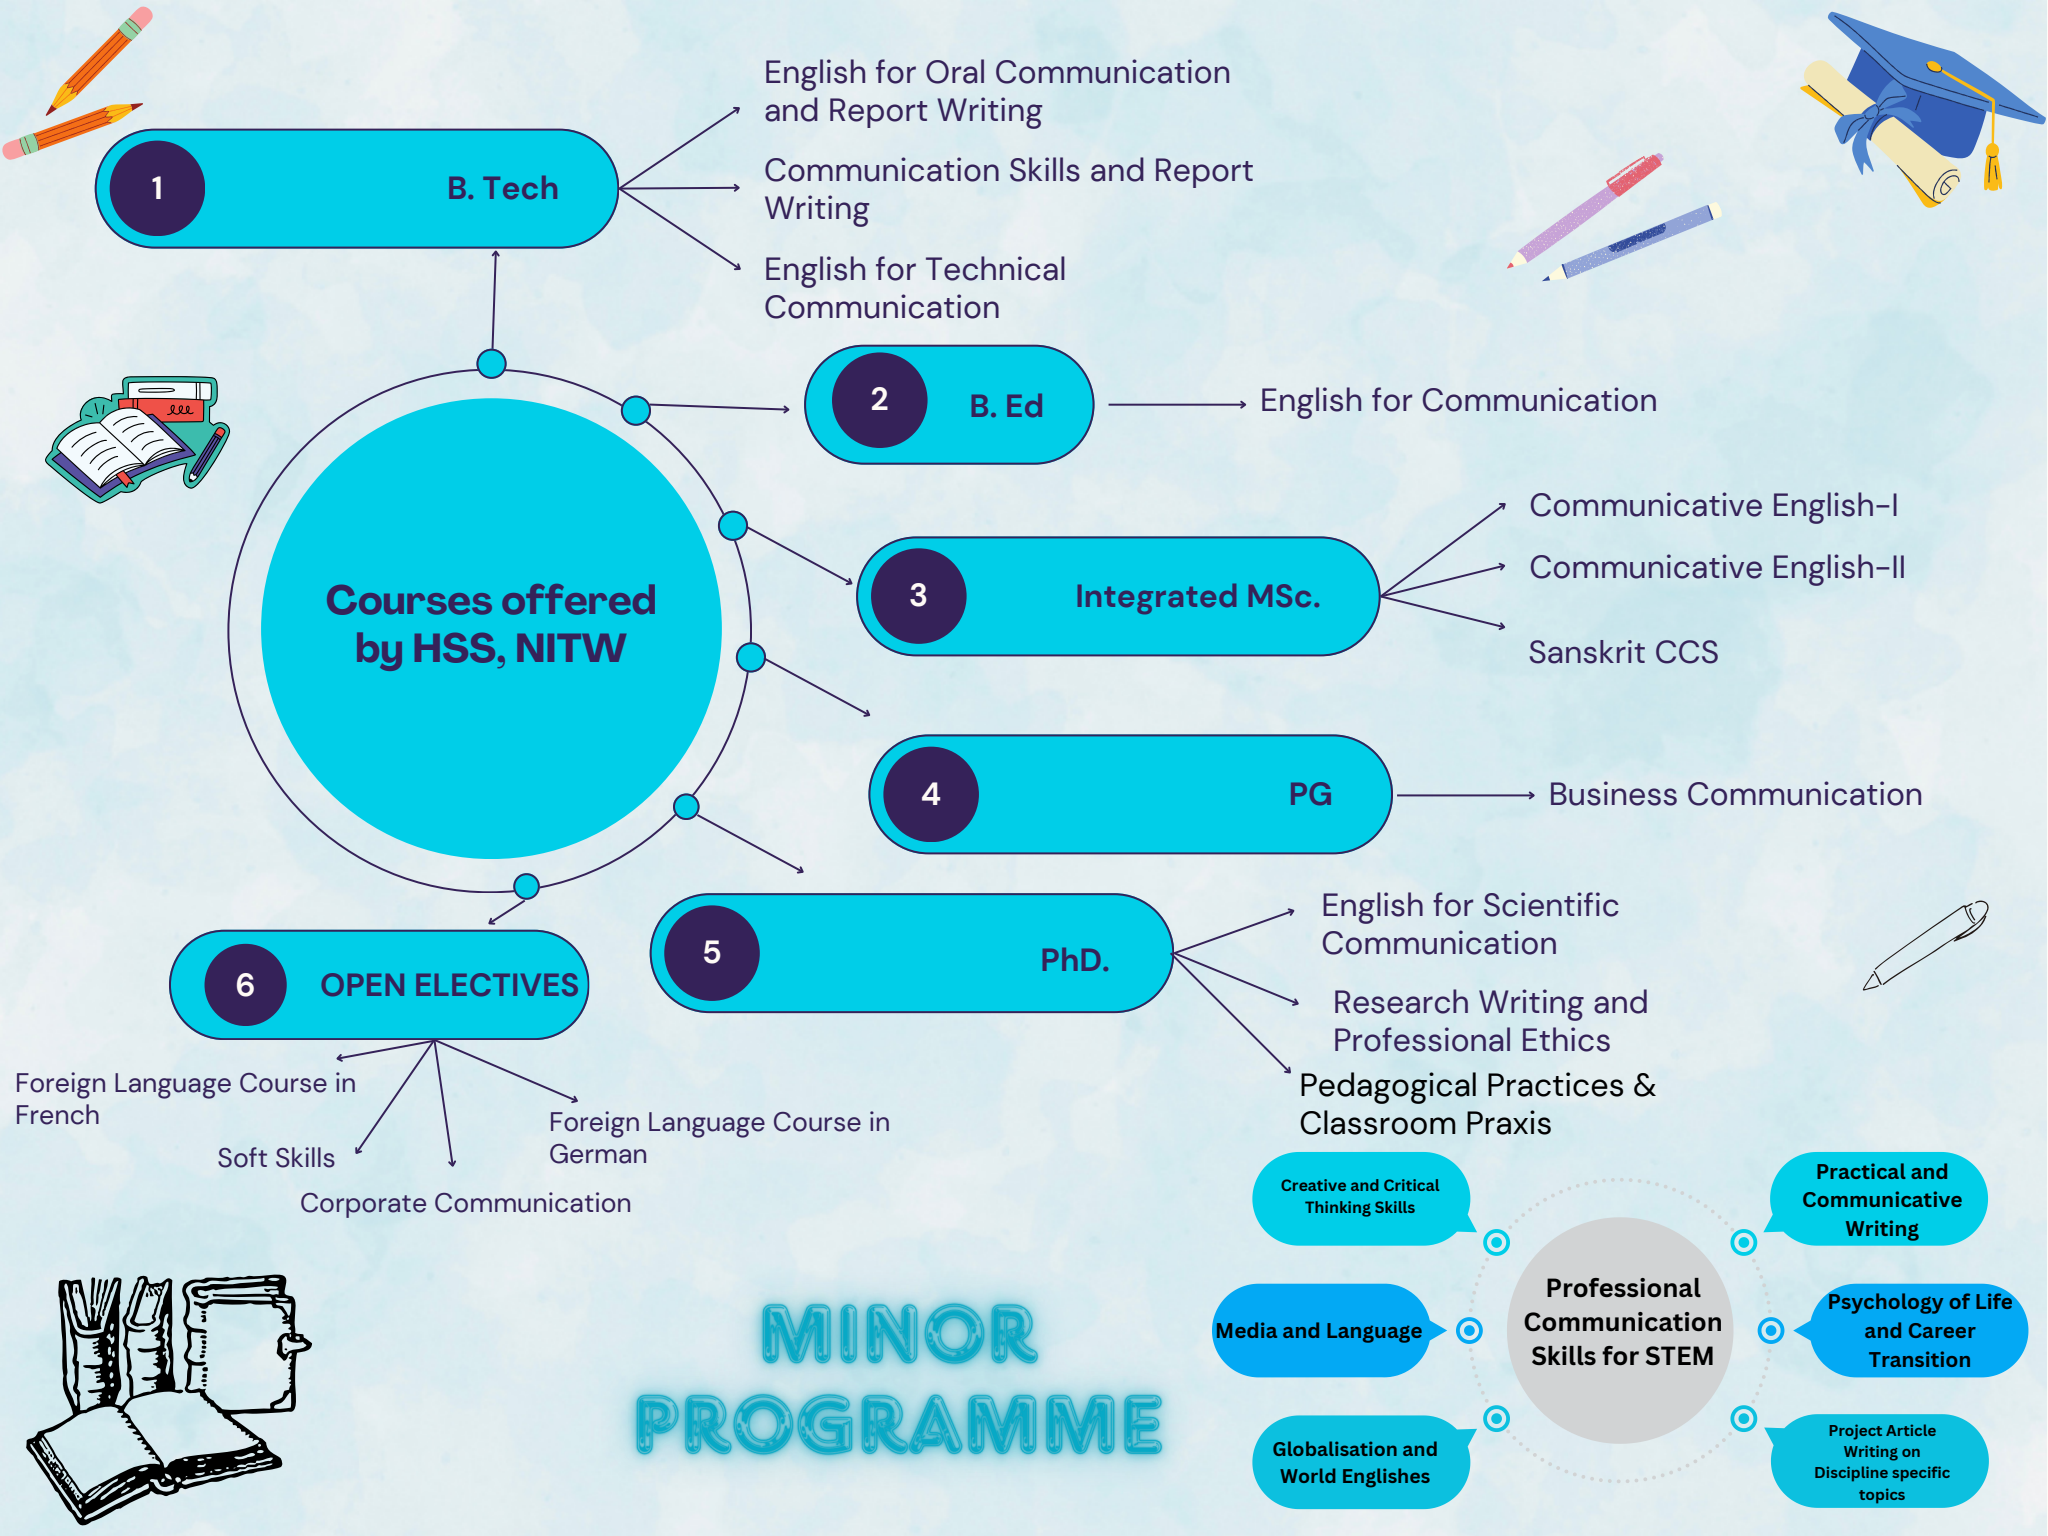 Courses offered
by HSS, NITW
1
B. Tech
English for Oral Communication
and Report Writing
Communication Skills and Report
Writing
English for Technical
Communication
2
B. Ed
English for Communication
3
Integrated MSc.
Communicative English-I
Communicative English-II
Sanskrit CCS
4
PG
Business Communication
5
PhD.
English for Scientific
Communication
Research Writing and
Professional Ethics
Pedagogical Practices &
Classroom Praxis
6
OPEN ELECTIVES
Foreign Language Course in
French
Soft Skills
Corporate Communication
Foreign Language Course in
German
MINOR
PROGRAMME
Professional
Communication
Skills for STEM
Creative and Critical
Thinking Skills
Media and Language
Globalisation and
World Englishes
Practical and
Communicative
Writing
Psychology of Life
and Career
Transition
Project Article
Writing on
Discipline specific
topics